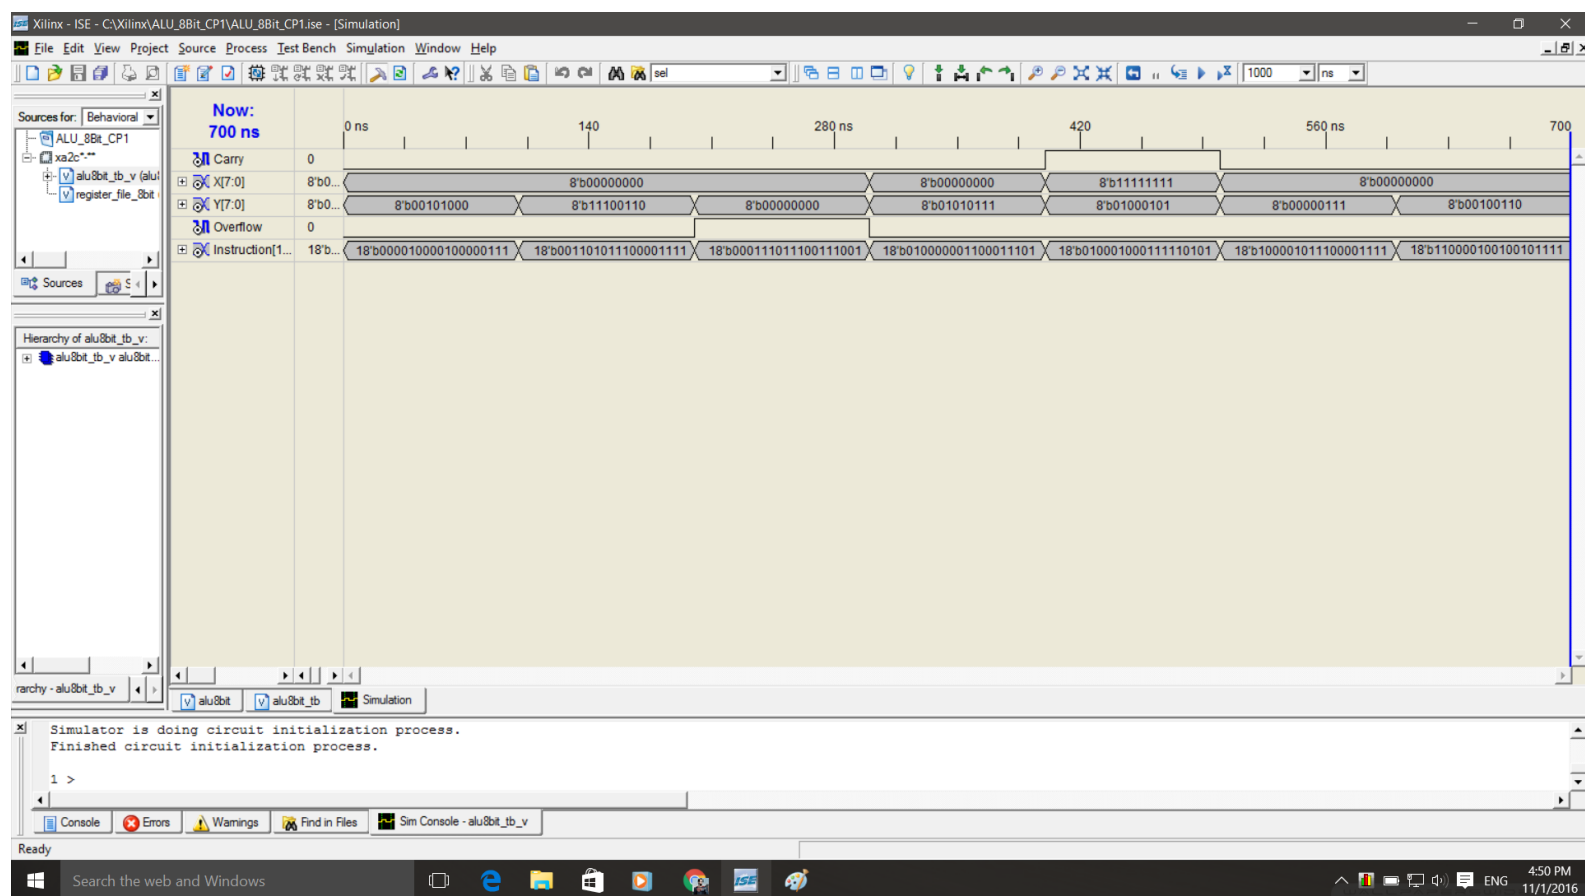 Xilinx - ISE - C:\Xilinx\ALU_8Bit_CP1\ALU_8Bit_CP1.ise - [Simulation]
File Edit View Project Source Process Test Bench Simulation Window Help
sel 1000 ns
Sources for: Behavioral
ALU_8Bit_CP1
xa2c*-**
alu8bit_tb_v (alu8
register_file_8bit
Sources
Hierarchy of alu8bit_tb_v:
alu8bit_tb_v alu8bit...
rarchy - alu8bit_tb_v
Now:
700 ns
0 ns 140 280 ns 420 560 ns 700
Carry 0
X[7:0] 8'b0... 8'b00000000 8'b00000000 8'b11111111 8'b00000000
Y[7:0] 8'b0... 8'b00101000 8'b11100110 8'b00000000 8'b01010111 8'b01000101 8'b00000111 8'b00100110
Overflow 0
Instruction[1... 18'b... 18'b000010000100000111 18'b001101011100001111 18'b000111011100111001 18'b010000001100011101 18'b010001000111110101 18'b100001011100001111 18'b110000100100101111
alu8bit alu8bit_tb Simulation
Simulator is doing circuit initialization process.
Finished circuit initialization process.
1 >
Console Errors Warnings Find in Files Sim Console - alu8bit_tb_v
Ready
Search the web and Windows
ISE
ENG
4:50 PM
11/1/2016